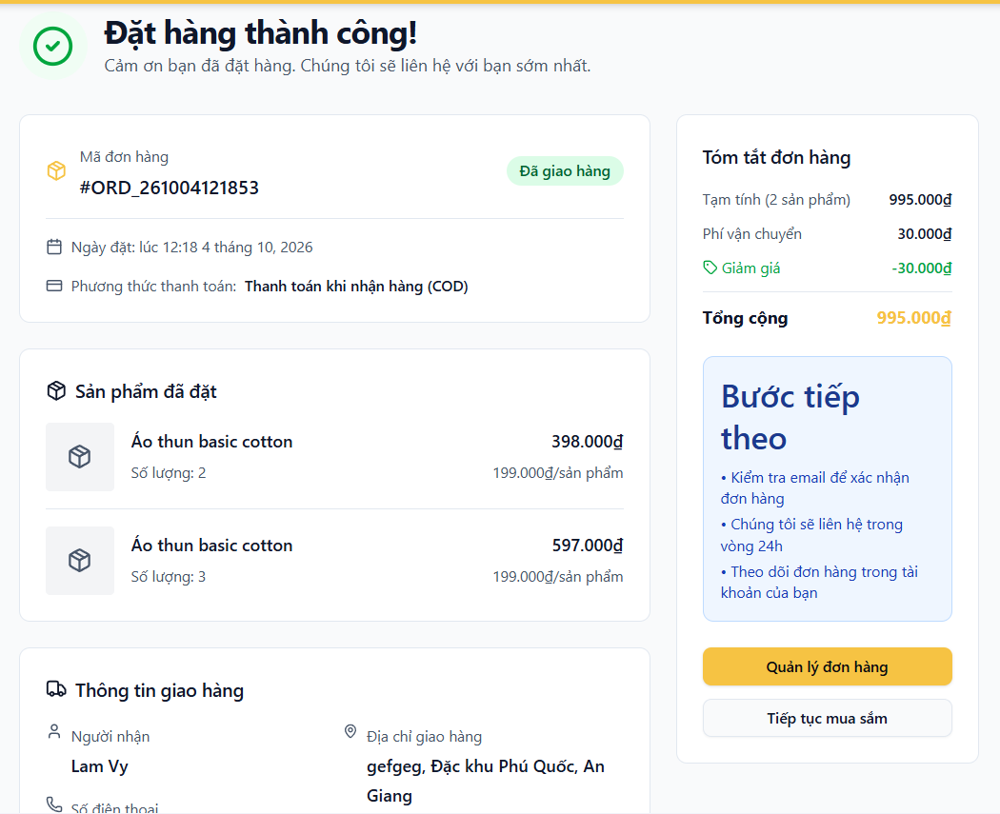 Đặt hàng thành công!
Cảm ơn bạn đã đặt hàng. Chúng tôi sẽ liên hệ với bạn sớm nhất.
Mã đơn hàng
#ORD_261004121853
Đã giao hàng
Ngày đặt: lúc 12:18 4 tháng 10, 2026
Phương thức thanh toán: Thanh toán khi nhận hàng (COD)
Sản phẩm đã đặt
Áo thun basic cotton 398.000₫
Số lượng: 2 199.000₫/sản phẩm
Áo thun basic cotton 597.000₫
Số lượng: 3 199.000₫/sản phẩm
Thông tin giao hàng
Người nhận
Lam Vy
Số điện thoại
Địa chỉ giao hàng
gefgeg, Đặc khu Phú Quốc, An
Giang
Tóm tắt đơn hàng
Tạm tính (2 sản phẩm) 995.000₫
Phí vận chuyển 30.000₫
Giảm giá -30.000₫
Tổng cộng 995.000₫
Bước tiếp
theo
• Kiểm tra email để xác nhận
đơn hàng
• Chúng tôi sẽ liên hệ trong
vòng 24h
• Theo dõi đơn hàng trong tài
khoản của bạn
Quản lý đơn hàng
Tiếp tục mua sắm